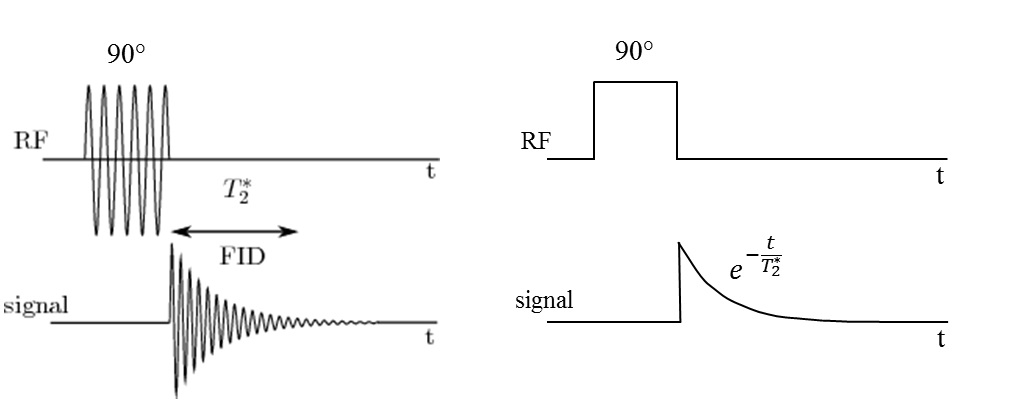 90°
RF
t
T₂*
FID
signal
t
90°
RF
t
e^{-t/T₂*}
signal
t